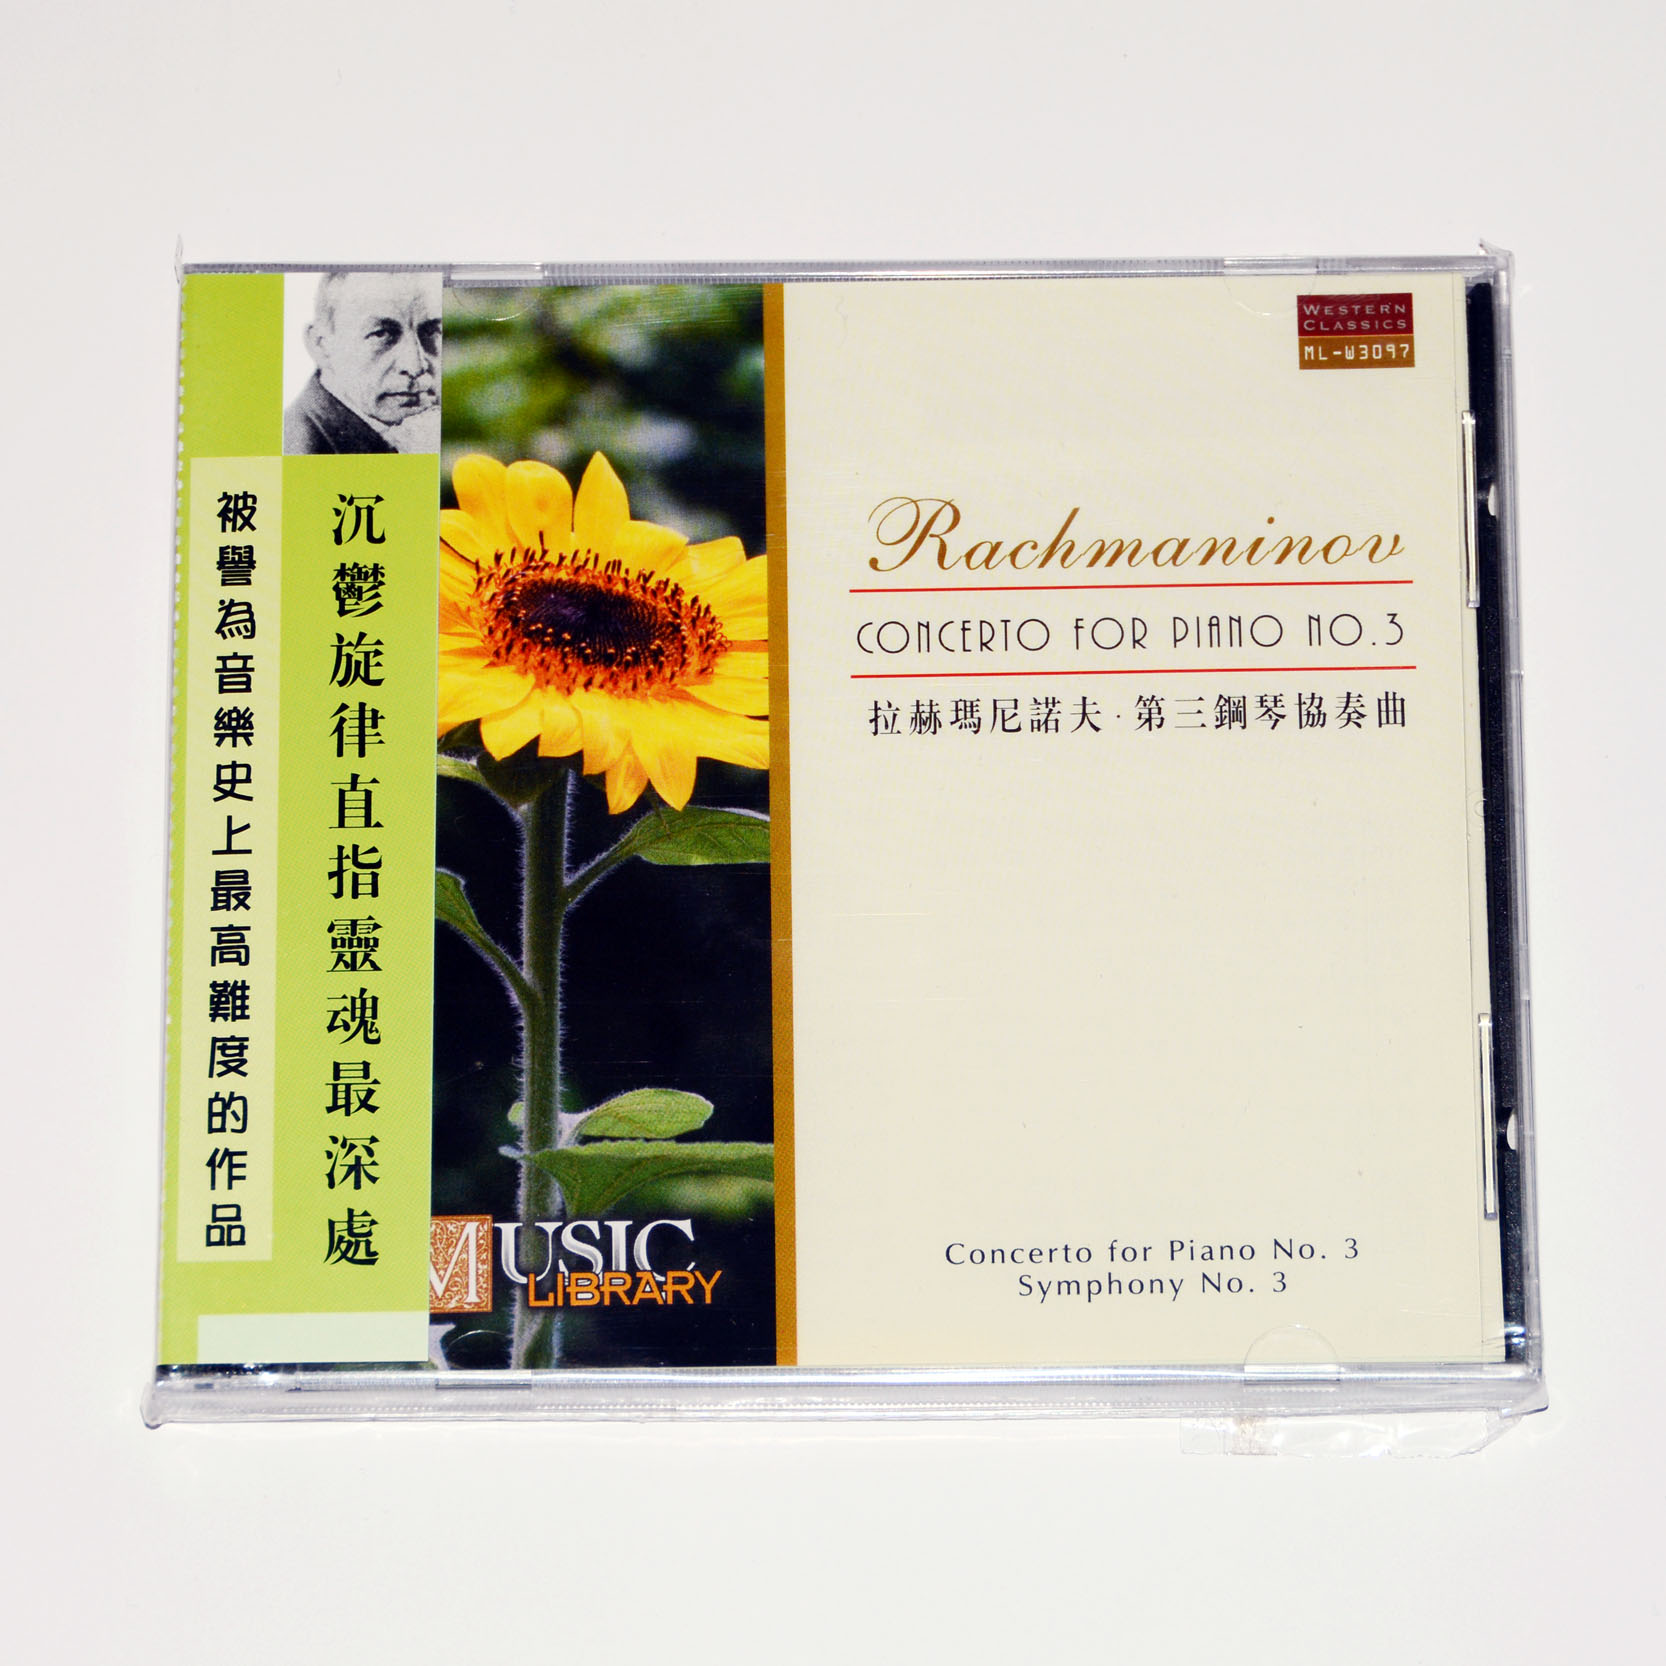 被譽為音樂史上最高難度的作品
沉鬱旋律直指靈魂最深處
MUSIC
LIBRARY
WESTERN
CLASSICS
ML-W3097
Rachmaninov
CONCERTO FOR PIANO NO.3
拉赫瑪尼諾夫·第三鋼琴協奏曲
Concerto for Piano No. 3
Symphony No. 3